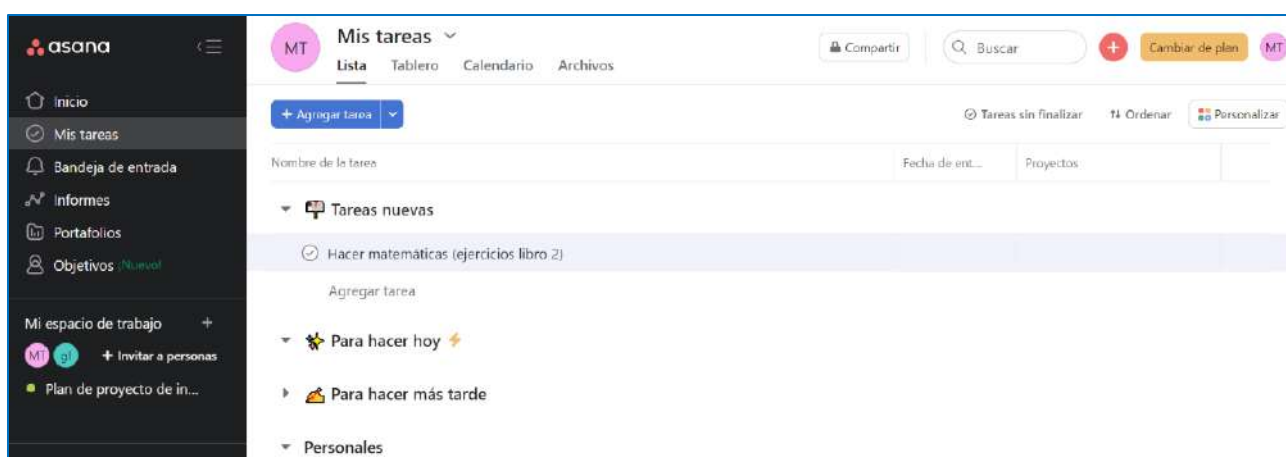 asana
Inicio
Mis tareas
Bandeja de entrada
Informes
Portafolios
Objetivos ¡Nuevo!
Mi espacio de trabajo +
MT gf + Invitar a personas
Plan de proyecto de in...
MT
Mis tareas
Lista Tablero Calendario Archivos
Compartir
Buscar
+
Cambiar de plan
MT
+ Agregar tarea
Tareas sin finalizar
Ordenar
Personalizar
Nombre de la tarea Fecha de ent... Proyectos
Tareas nuevas
Hacer matemáticas (ejercicios libro 2)
Agregar tarea
Para hacer hoy
Para hacer más tarde
Personales